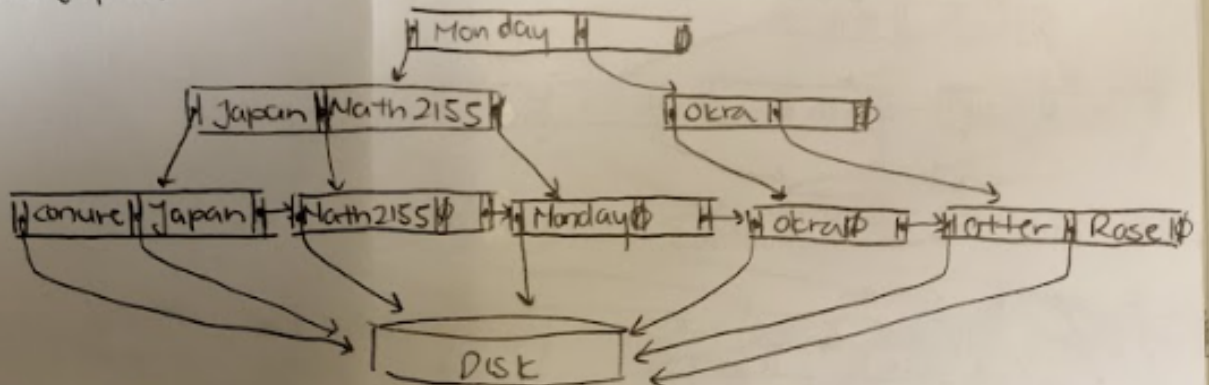 Monday
Japan Math2155 Okra
conure Japan Math2155 Monday Okra otter Rose
Disk